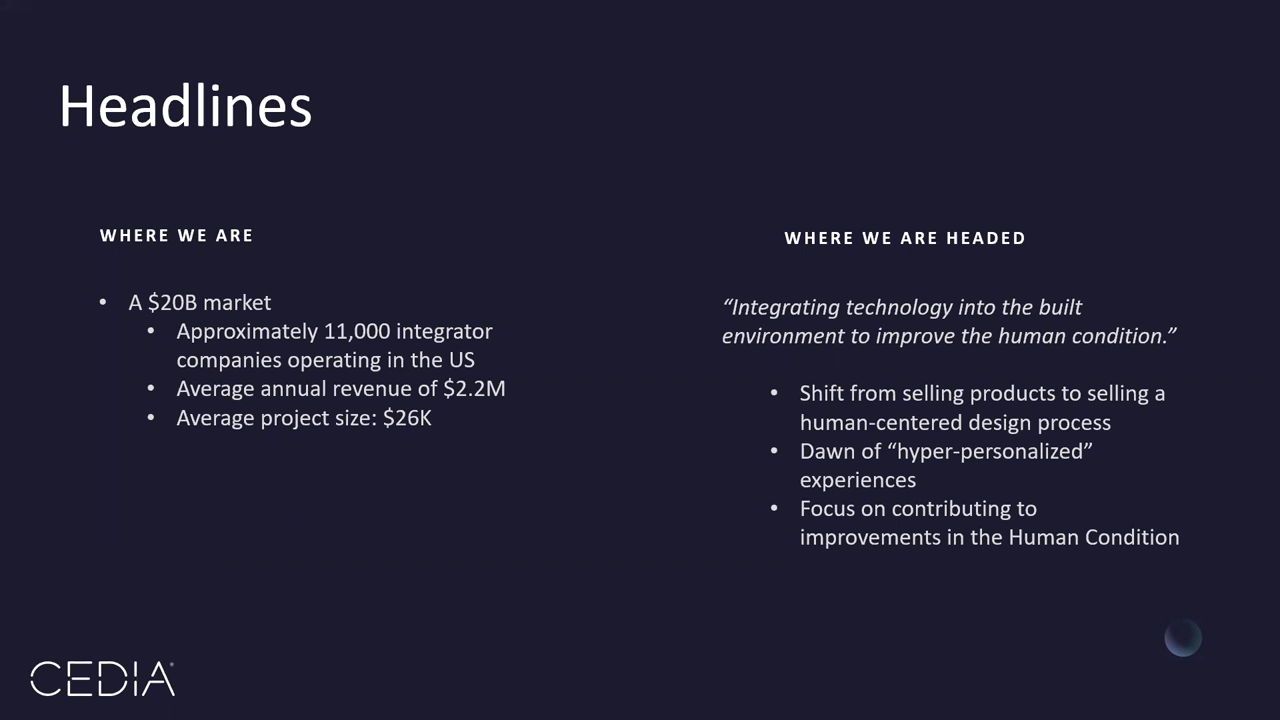 Headlines
WHERE WE ARE
• A $20B market
• Approximately 11,000 integrator
companies operating in the US
• Average annual revenue of $2.2M
• Average project size: $26K
WHERE WE ARE HEADED
“Integrating technology into the built
environment to improve the human condition.”
• Shift from selling products to selling a
human-centered design process
• Dawn of “hyper-personalized”
experiences
• Focus on contributing to
improvements in the Human Condition
CEDIA